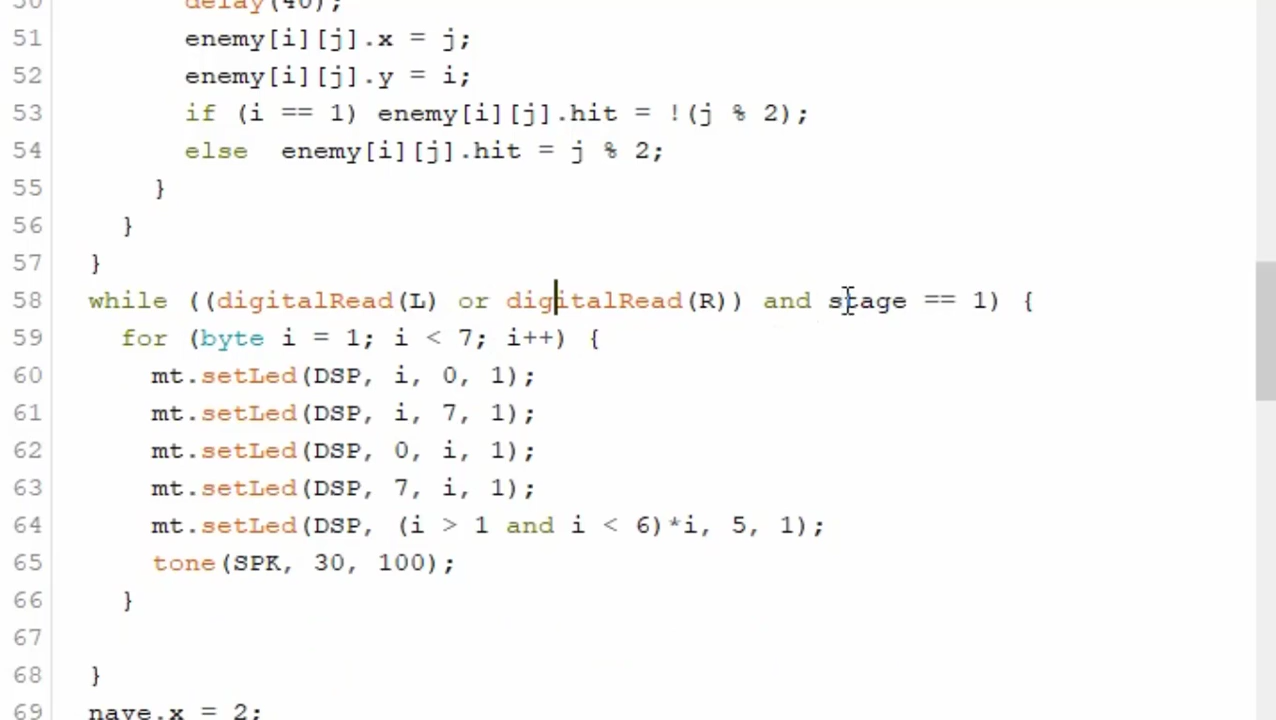 50 delay(40);
51 enemy[i][j].x = j;
52 enemy[i][j].y = i;
53 if (i == 1) enemy[i][j].hit = !(j % 2);
54 else  enemy[i][j].hit = j % 2;
55 }
56 }
57 }
58 while ((digitalRead(L) or digitalRead(R)) and stage == 1) {
59 for (byte i = 1; i < 7; i++) {
60 mt.setLed(DSP, i, 0, 1);
61 mt.setLed(DSP, i, 7, 1);
62 mt.setLed(DSP, 0, i, 1);
63 mt.setLed(DSP, 7, i, 1);
64 mt.setLed(DSP, (i > 1 and i < 6)*i, 5, 1);
65 tone(SPK, 30, 100);
66 }
67
68 }
69 nave.x = 2;